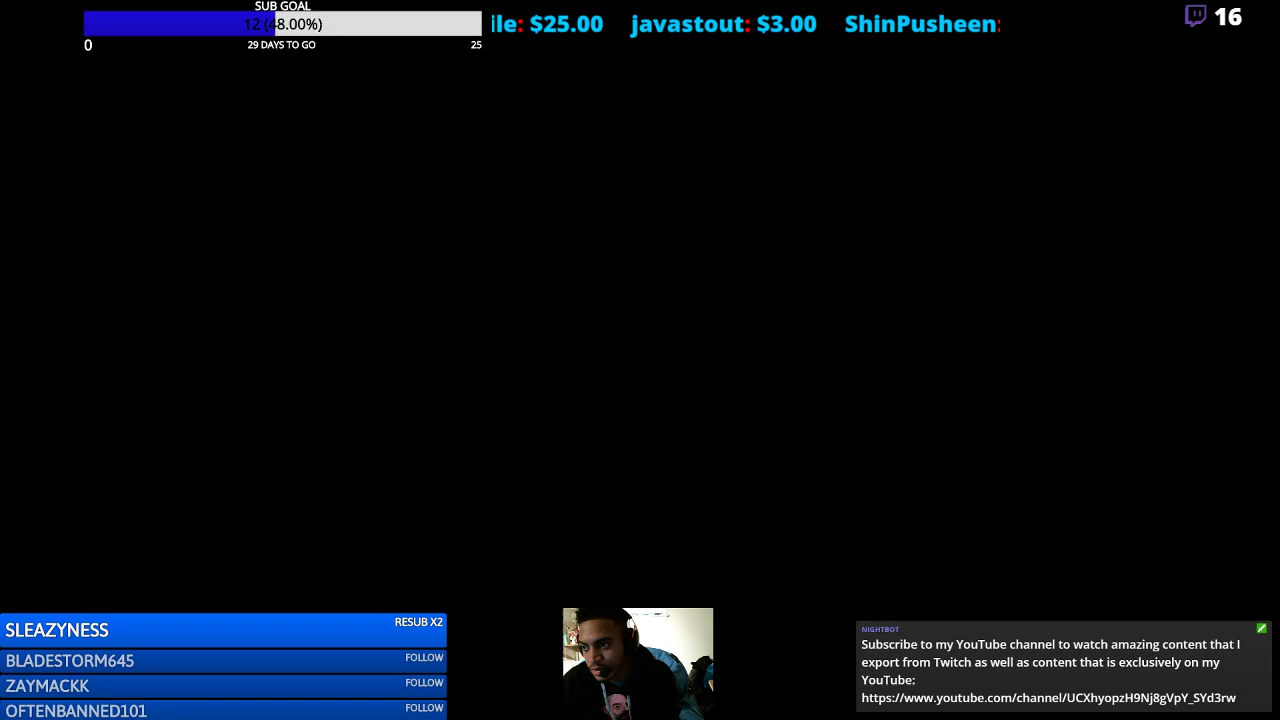 SUB GOAL
12 (48.00%)
0
29 DAYS TO GO
25
ile: $25.00 javastout: $3.00 ShinPusheen:
16
SLEAZYNESS
RESUB X2
BLADESTORM645
FOLLOW
ZAYMACKK
FOLLOW
OFTENBANNED101
FOLLOW
NIGHTBOT
Subscribe to my YouTube channel to watch amazing content that I
export from Twitch as well as content that is exclusively on my
YouTube:
https://www.youtube.com/channel/UCXhyopzH9Nj8gVpY_SYd3rw